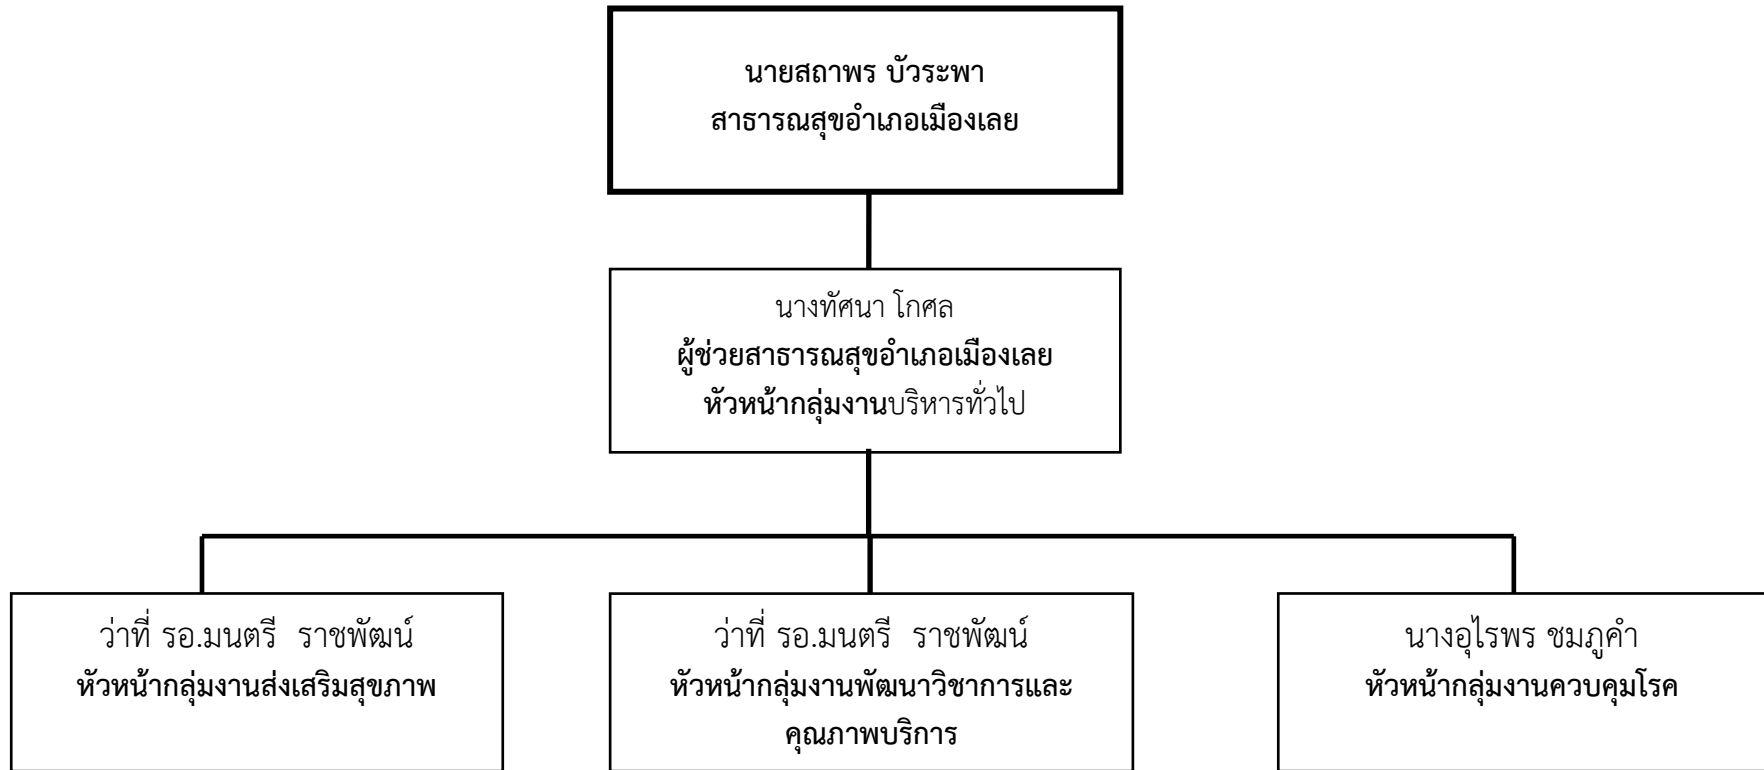 นายสถาพร บัวระพา
สาธารณสุขอำเภอเมืองเลย
นางทัศนา โกศล
ผู้ช่วยสาธารณสุขอำเภอเมืองเลย
หัวหน้ากลุ่มงานบริหารทั่วไป
ว่าที่ รอ.มนตรี ราชพัฒน์
หัวหน้ากลุ่มงานส่งเสริมสุขภาพ
ว่าที่ รอ.มนตรี ราชพัฒน์
หัวหน้ากลุ่มงานพัฒนาวิชาการและ
คุณภาพบริการ
นางอุไรพร ชมภูคำ
หัวหน้ากลุ่มงานควบคุมโรค